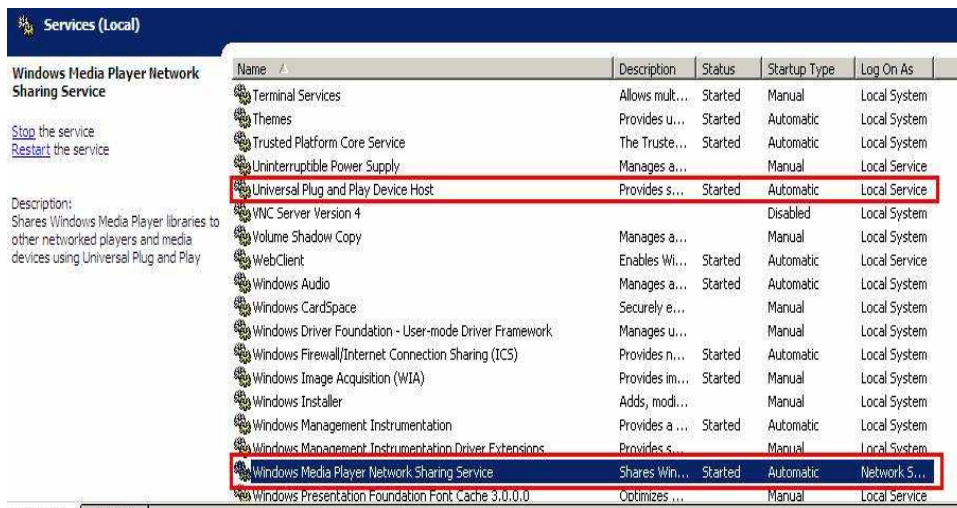 Services (Local)
Windows Media Player Network
Sharing Service
Stop the service
Restart the service
Description:
Shares Windows Media Player libraries to
other networked players and media
devices using Universal Plug and Play
Name Description Status Startup Type Log On As
Terminal Services Allows mult... Started Manual Local System
Themes Provides u... Started Automatic Local System
Trusted Platform Core Service The Truste... Started Automatic Local System
Uninterruptible Power Supply Manages a... Manual Local Service
Universal Plug and Play Device Host Provides s... Started Automatic Local Service
VNC Server Version 4 Disabled Local System
Volume Shadow Copy Manages a... Manual Local System
WebClient Enables Wi... Started Automatic Local Service
Windows Audio Manages a... Started Automatic Local System
Windows CardSpace Securely e... Manual Local System
Windows Driver Foundation - User-mode Driver Framework Manages u... Manual Local System
Windows Firewall/Internet Connection Sharing (ICS) Provides n... Started Automatic Local System
Windows Image Acquisition (WIA) Provides im... Started Manual Local System
Windows Installer Adds, modi... Manual Local System
Windows Management Instrumentation Provides a ... Started Automatic Local System
Windows Management Instrumentation Driver Extensions Provides s... Manual Local System
Windows Media Player Network Sharing Service Shares Win... Started Automatic Network S...
Windows Presentation Foundation Font Cache 3.0.0.0 Optimizes ... Manual Local Service